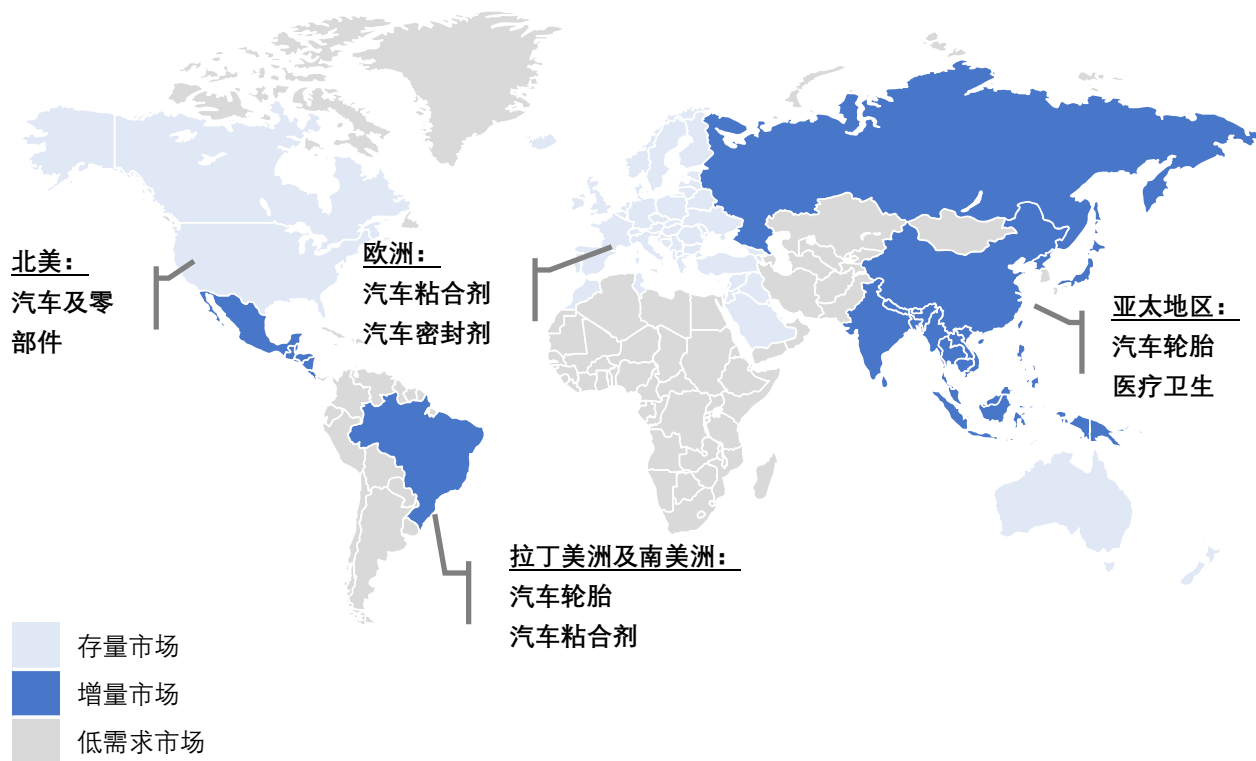 北美：
汽车及零
部件
欧洲：
汽车粘合剂
汽车密封剂
亚太地区：
汽车轮胎
医疗卫生
拉丁美洲及南美洲：
汽车轮胎
汽车粘合剂
存量市场
增量市场
低需求市场